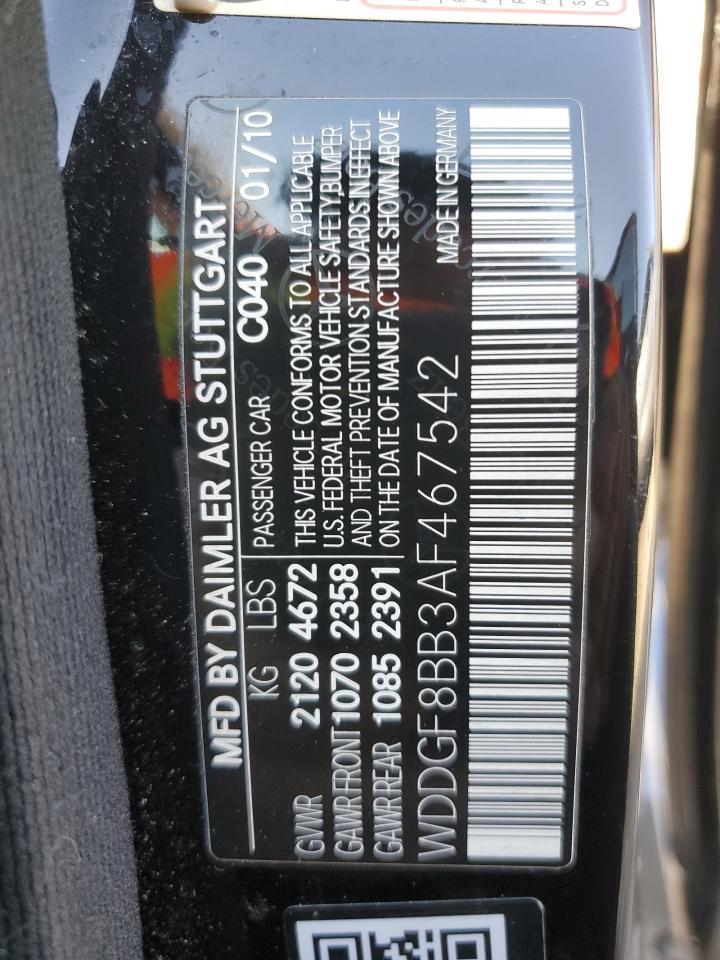 MFD BY DAIMLER AG STUTTGART
KG LBS PASSENGER CAR C040 01/10
GVWR 2120 4672 THIS VEHICLE CONFORMS TO ALL APPLICABLE
GAWR FRONT 1070 2358 U.S. FEDERAL MOTOR VEHICLE SAFETY,BUMPER
GAWR REAR 1085 2391 AND THEFT PREVENTION STANDARDS IN EFFECT
ON THE DATE OF MANUFACTURE SHOWN ABOVE
WDDGF8BB3AF467542 MADE IN GERMANY